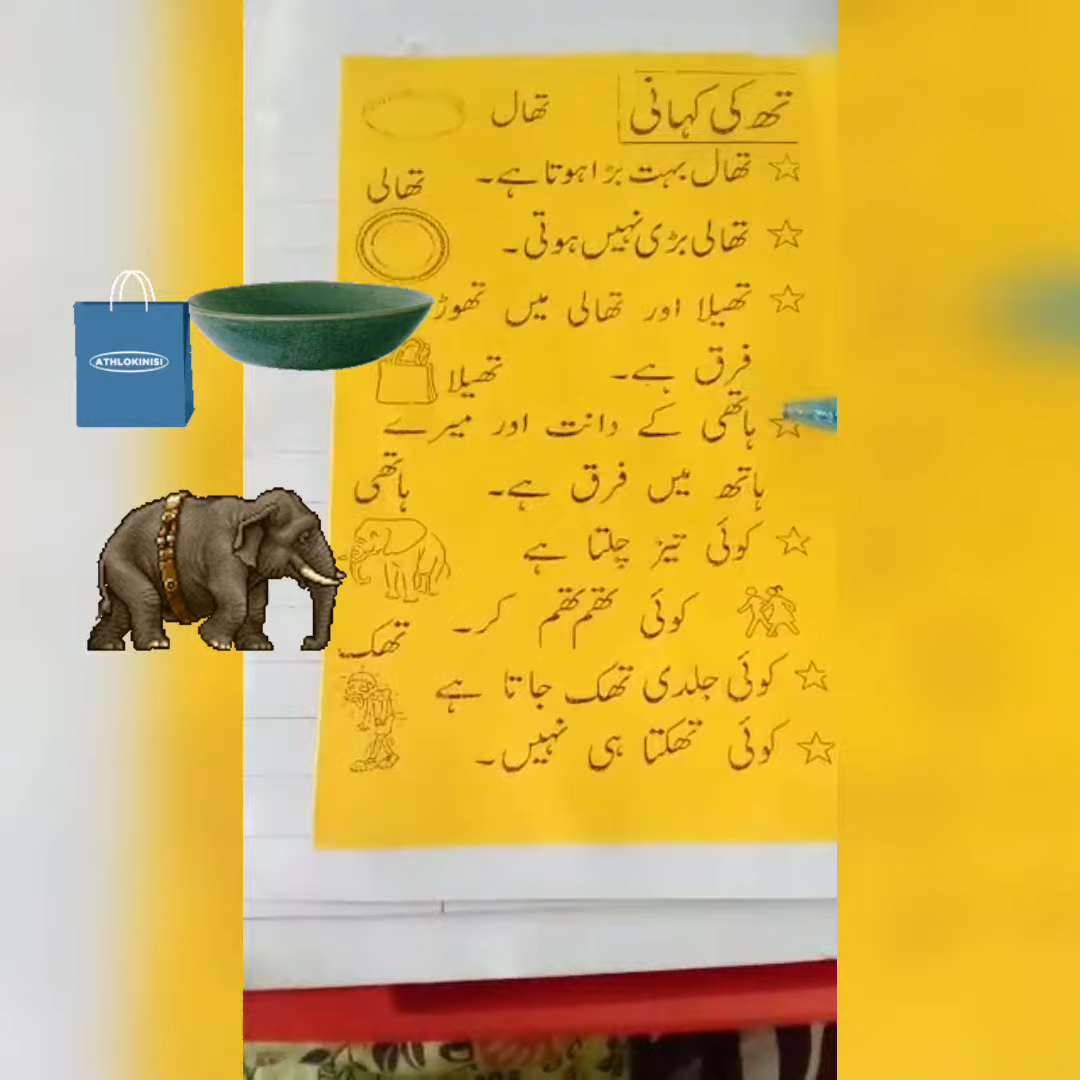 تھ کی کہانی
تھال
تھال بہت بڑا ہوتا ہے۔
تھالی
تھالی بڑی نہیں ہوتی۔
تھیلا اور تھالی میں
فرق ہے۔
تھیلا
ہاتھی کے دانت اور میرے
ہاتھ میں فرق ہے۔
ہاتھی
کوئی تیز چلتا ہے
کوئی تھم تھم کر۔
تھک
کوئی جلدی تھک جاتا ہے
کوئی تھکتا ہی نہیں۔
ATHLOKINISI